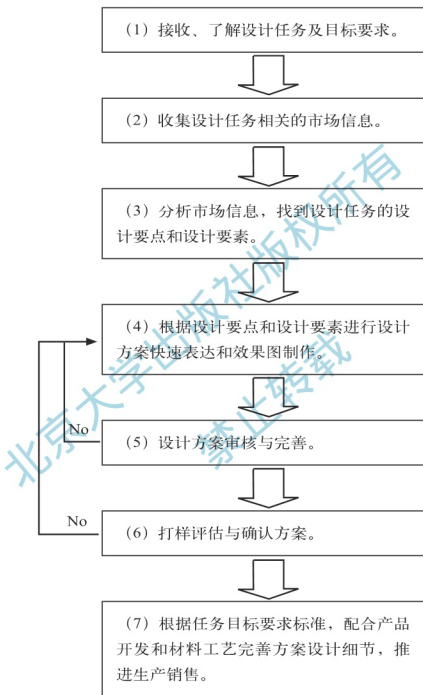 （1）接收、了解设计任务及目标要求。
（2）收集设计任务相关的市场信息。
（3）分析市场信息，找到设计任务的设
计要点和设计要素。
（4）根据设计要点和设计要素进行设计
方案快速表达和效果图制作。
No
（5）设计方案审核与完善。
No
（6）打样评估与确认方案。
（7）根据任务目标要求标准，配合产品
开发和材料工艺完善方案设计细节，推
进生产销售。
北京大学出版社版权所有
禁止转载